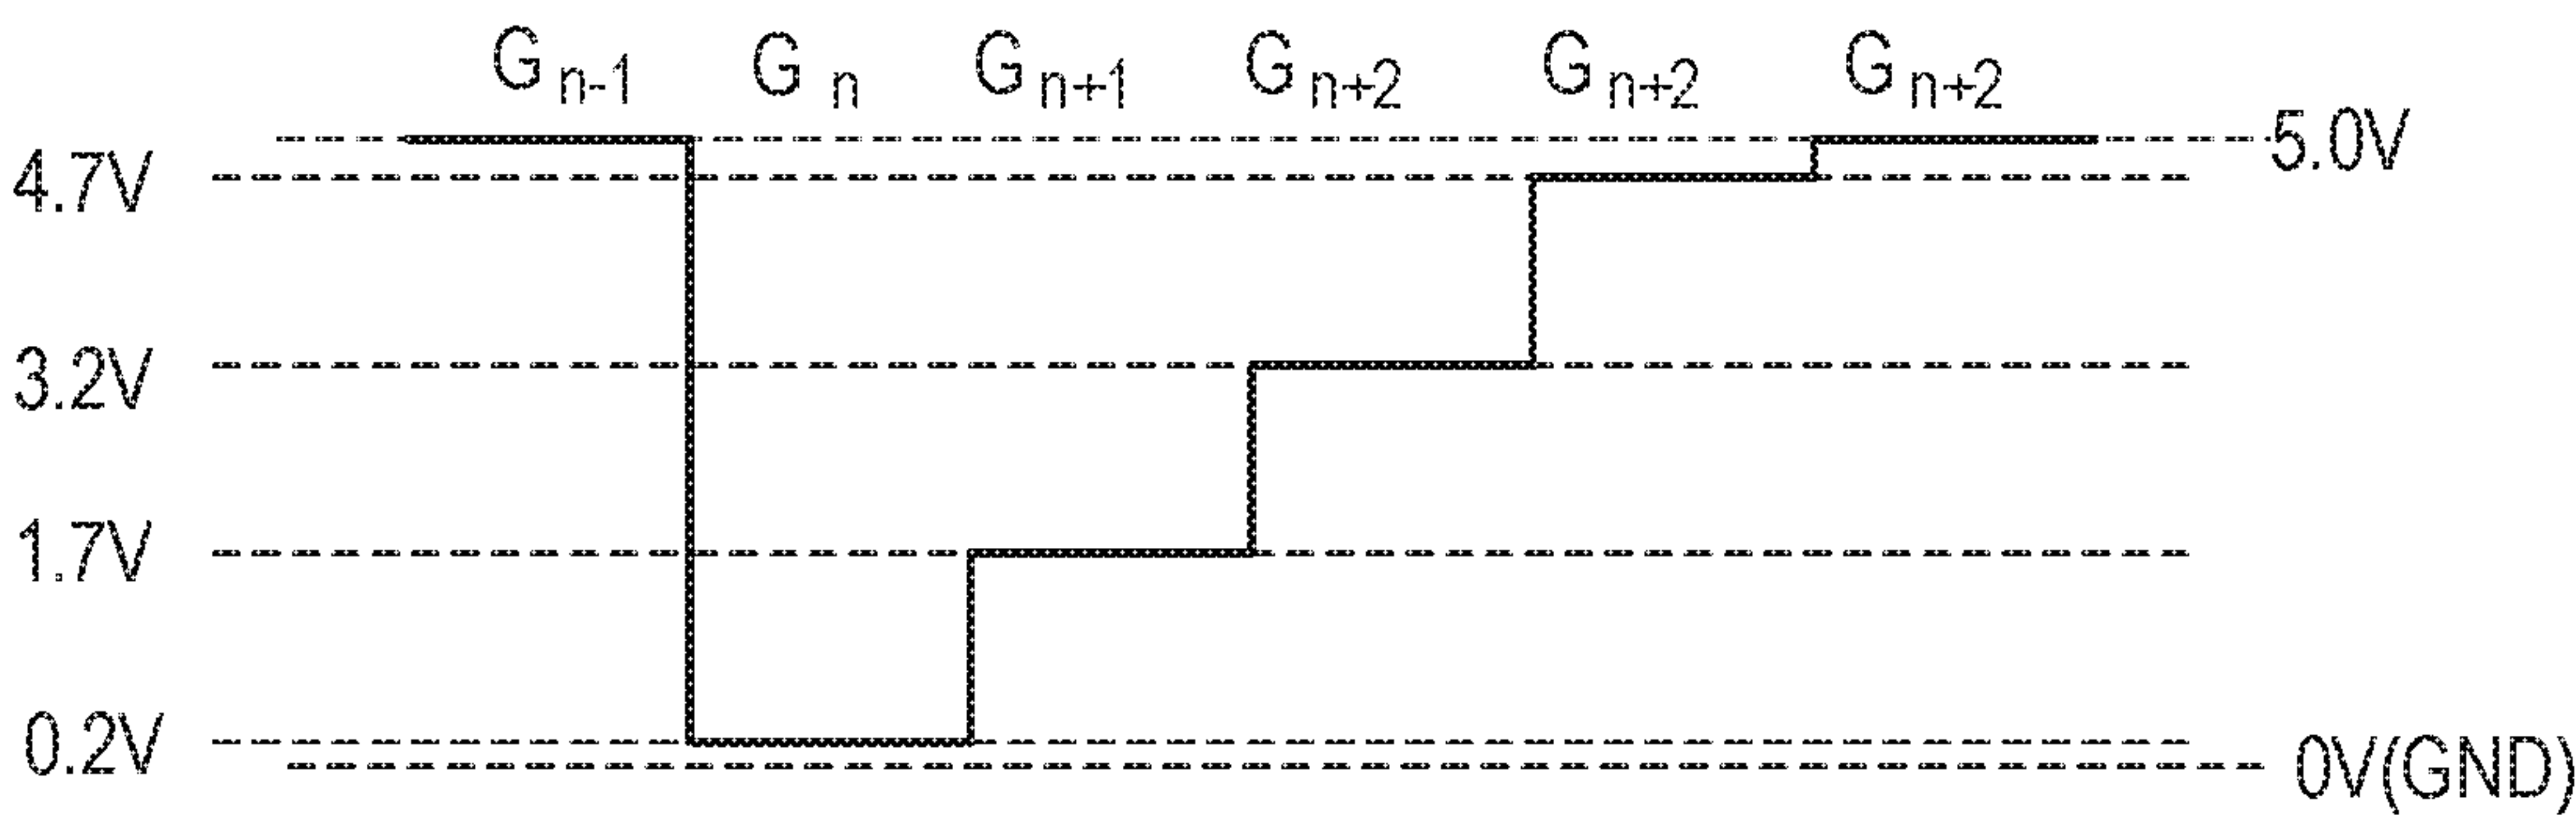 G n-1 G n G n+1 G n+2 G n+2 G n+2
5.0V
4.7V
3.2V
1.7V
0.2V
0V(GND)